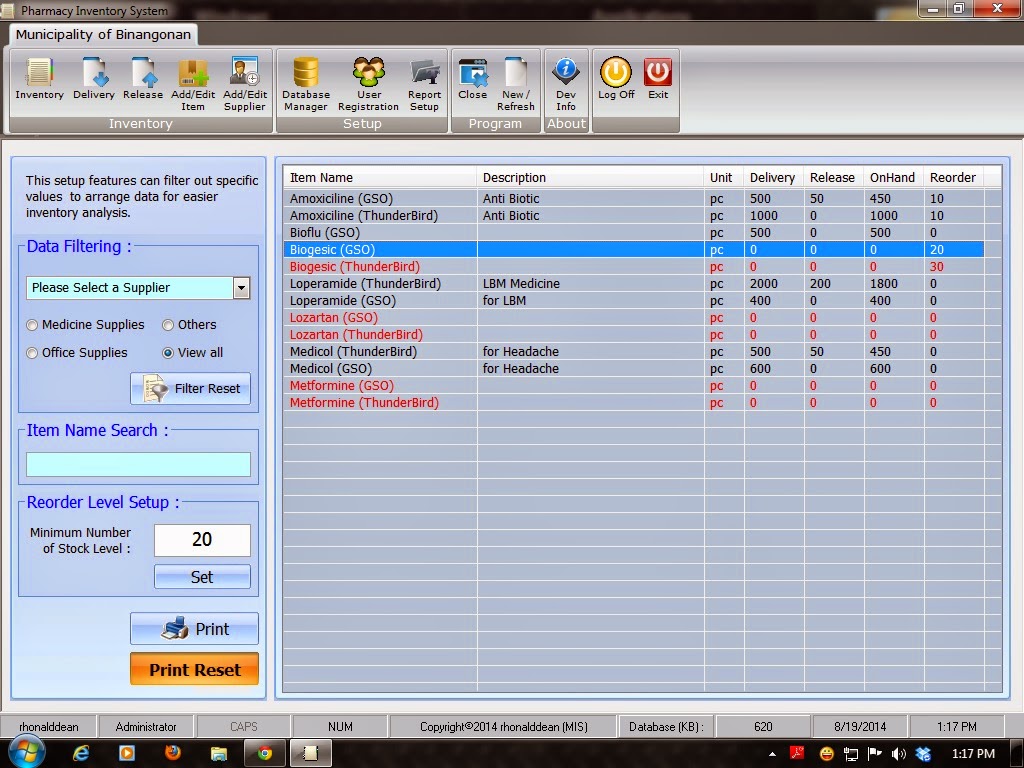 Pharmacy Inventory System
Municipality of Binangonan
Inventory Delivery Release Add/Edit Item Add/Edit Supplier
Inventory
Database Manager User Registration Report Setup
Setup
Close New / Refresh
Program
Dev Info
About
Log Off Exit
This setup features can filter out specific
values to arrange data for easier
inventory analysis.
Data Filtering :
Please Select a Supplier
Medicine Supplies Others
Office Supplies View all
Filter Reset
Item Name Search :
Reorder Level Setup :
Minimum Number
of Stock Level :
20
Set
Print
Print Reset
Item Name Description Unit Delivery Release OnHand Reorder
Amoxiciline (GSO) Anti Biotic pc 500 50 450 10
Amoxiciline (ThunderBird) Anti Biotic pc 1000 0 1000 10
Bioflu (GSO) pc 500 0 500 0
Biogesic (GSO) pc 0 0 0 20
Biogesic (ThunderBird) pc 0 0 0 30
Loperamide (ThunderBird) LBM Medicine pc 2000 200 1800 0
Loperamide (GSO) for LBM pc 400 0 400 0
Lozartan (GSO) pc 0 0 0 0
Lozartan (ThunderBird) pc 0 0 0 0
Medicol (ThunderBird) for Headache pc 500 50 450 0
Medicol (GSO) for Headache pc 600 0 600 0
Metformine (GSO) pc 0 0 0 0
Metformine (ThunderBird) pc 0 0 0 0
rhonalddean Administrator CAPS NUM Copyright©2014 rhonalddean (MIS) Database (KB) : 620 8/19/2014 1:17 PM
1:17 PM